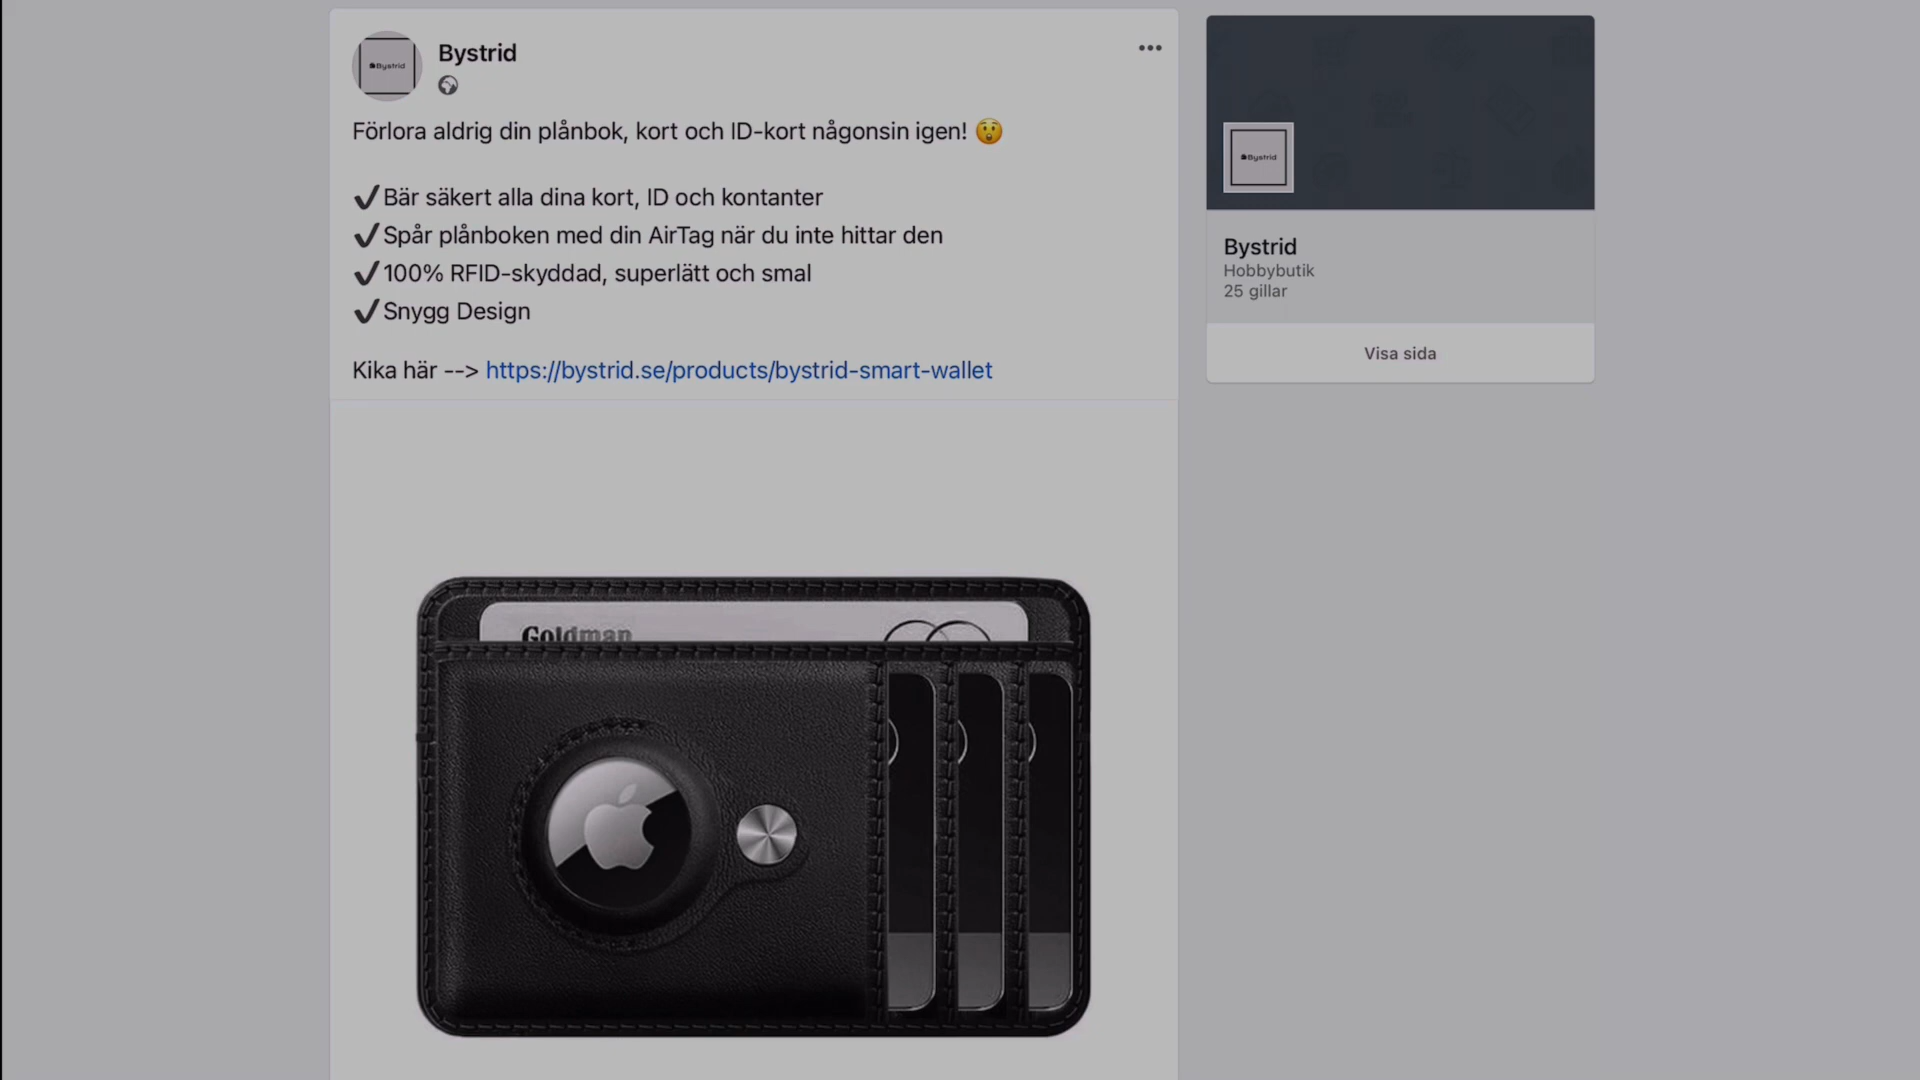 Bystrid
Bystrid
Förlora aldrig din plånbok, kort och ID-kort någonsin igen! 😲
✔Bär säkert alla dina kort, ID och kontanter
✔Spår plånboken med din AirTag när du inte hittar den
✔100% RFID-skyddad, superlätt och smal
✔Snygg Design
Kika här --> https://bystrid.se/products/bystrid-smart-wallet
Goldman
Bystrid
Bystrid
Hobbybutik
25 gillar
Visa sida